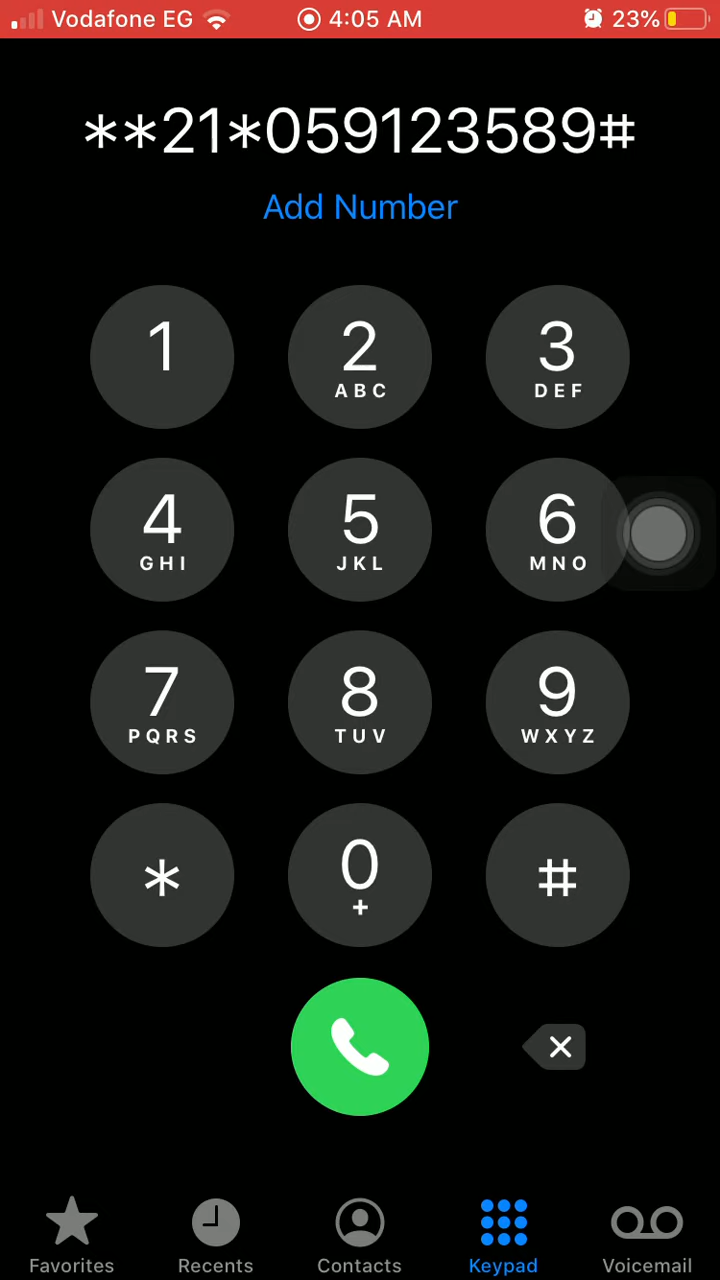 Vodafone EG 4:05 AM 23%
**21*059123589#
Add Number
1 2 3
ABC DEF
4 5 6
GHI JKL MNO
7 8 9
PQRS TUV WXYZ
* 0 #
+
Favorites Recents Contacts Keypad Voicemail